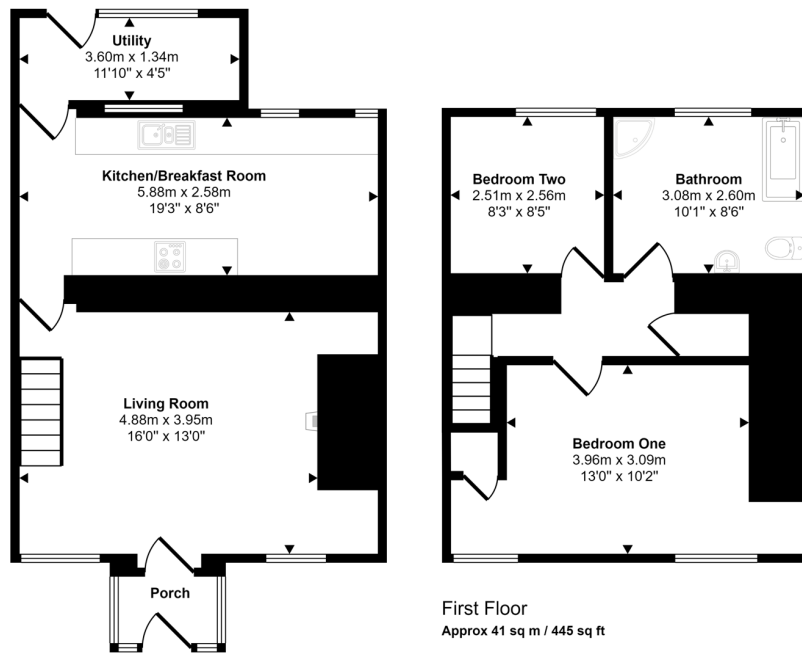 Utility
3.60m x 1.34m
11'10" x 4'5"
Kitchen/Breakfast Room
5.88m x 2.58m
19'3" x 8'6"
Living Room
4.88m x 3.95m
16'0" x 13'0"
Porch
Bedroom Two
2.51m x 2.56m
8'3" x 8'5"
Bathroom
3.08m x 2.60m
10'1" x 8'6"
Bedroom One
3.96m x 3.09m
13'0" x 10'2"
First Floor
Approx 41 sq m / 445 sq ft